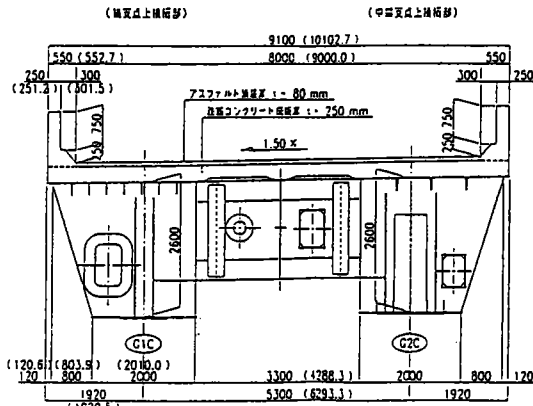 (端支点上横桁部) (中間支点上横桁部)
9100 (10102.7)
550 (552.7) 8000 (9000.0) 550
250 300 300 250
(251.2) (301.5)
アスファルト舗装厚 t = 80 mm
鉄筋コンクリート床版厚 t = 250 mm
1.50 %
250 750 250 750
2600 2600
G1C G2C
(120.6) (803.9) (2010.0)
120 800 2000 3300 (4288.3) 2000 800 120
1920 5300 (6293.3) 1920